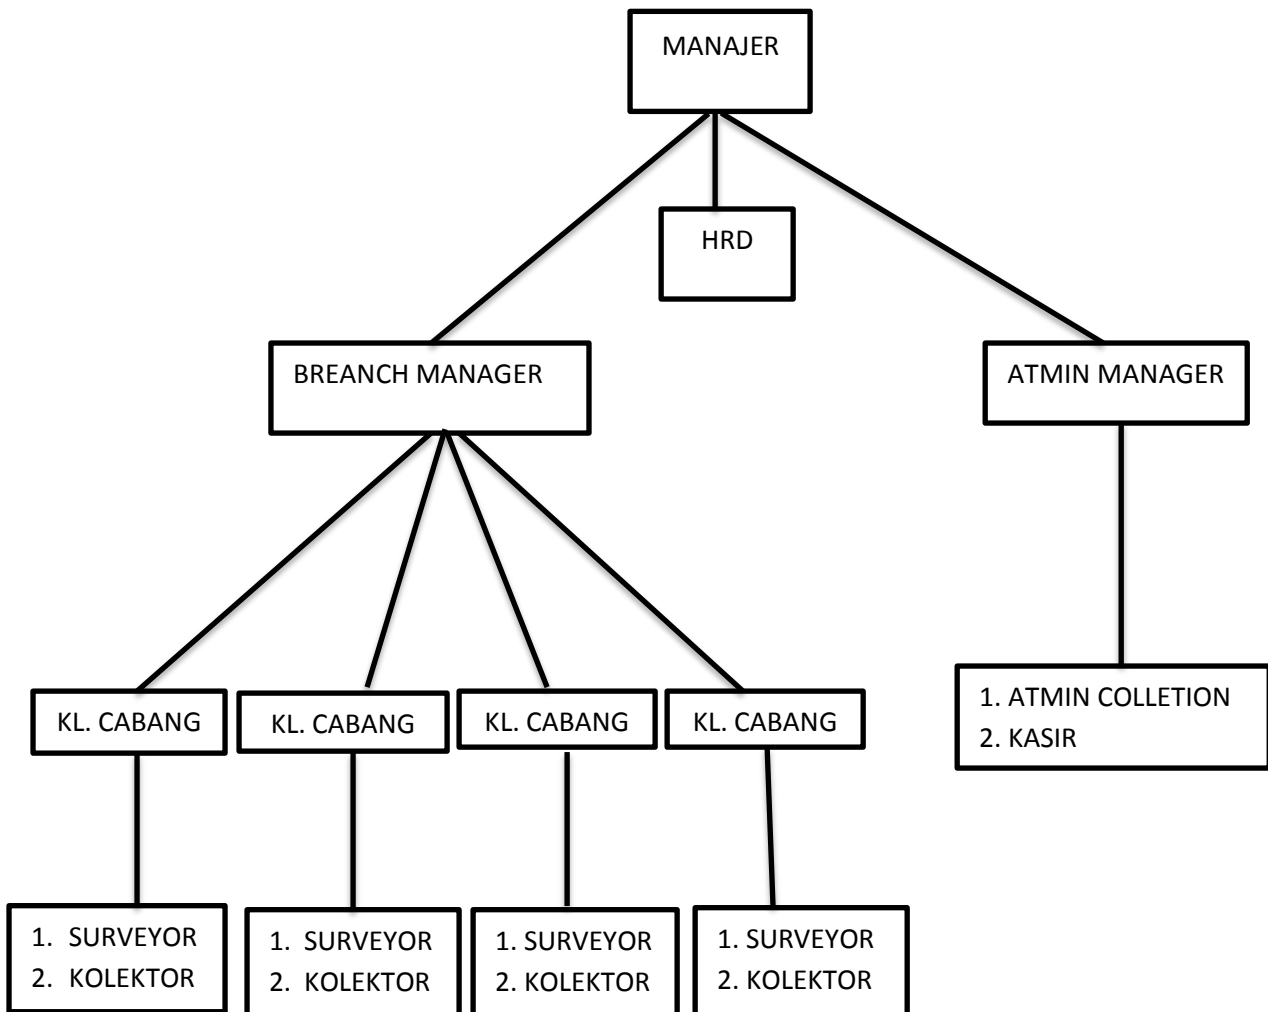 MANAJER
HRD
BREANCH MANAGER
ATMIN MANAGER
KL. CABANG
KL. CABANG
KL. CABANG
KL. CABANG
1. ATMIN COLLETION
2. KASIR
1. SURVEYOR
2. KOLEKTOR
1. SURVEYOR
2. KOLEKTOR
1. SURVEYOR
2. KOLEKTOR
1. SURVEYOR
2. KOLEKTOR